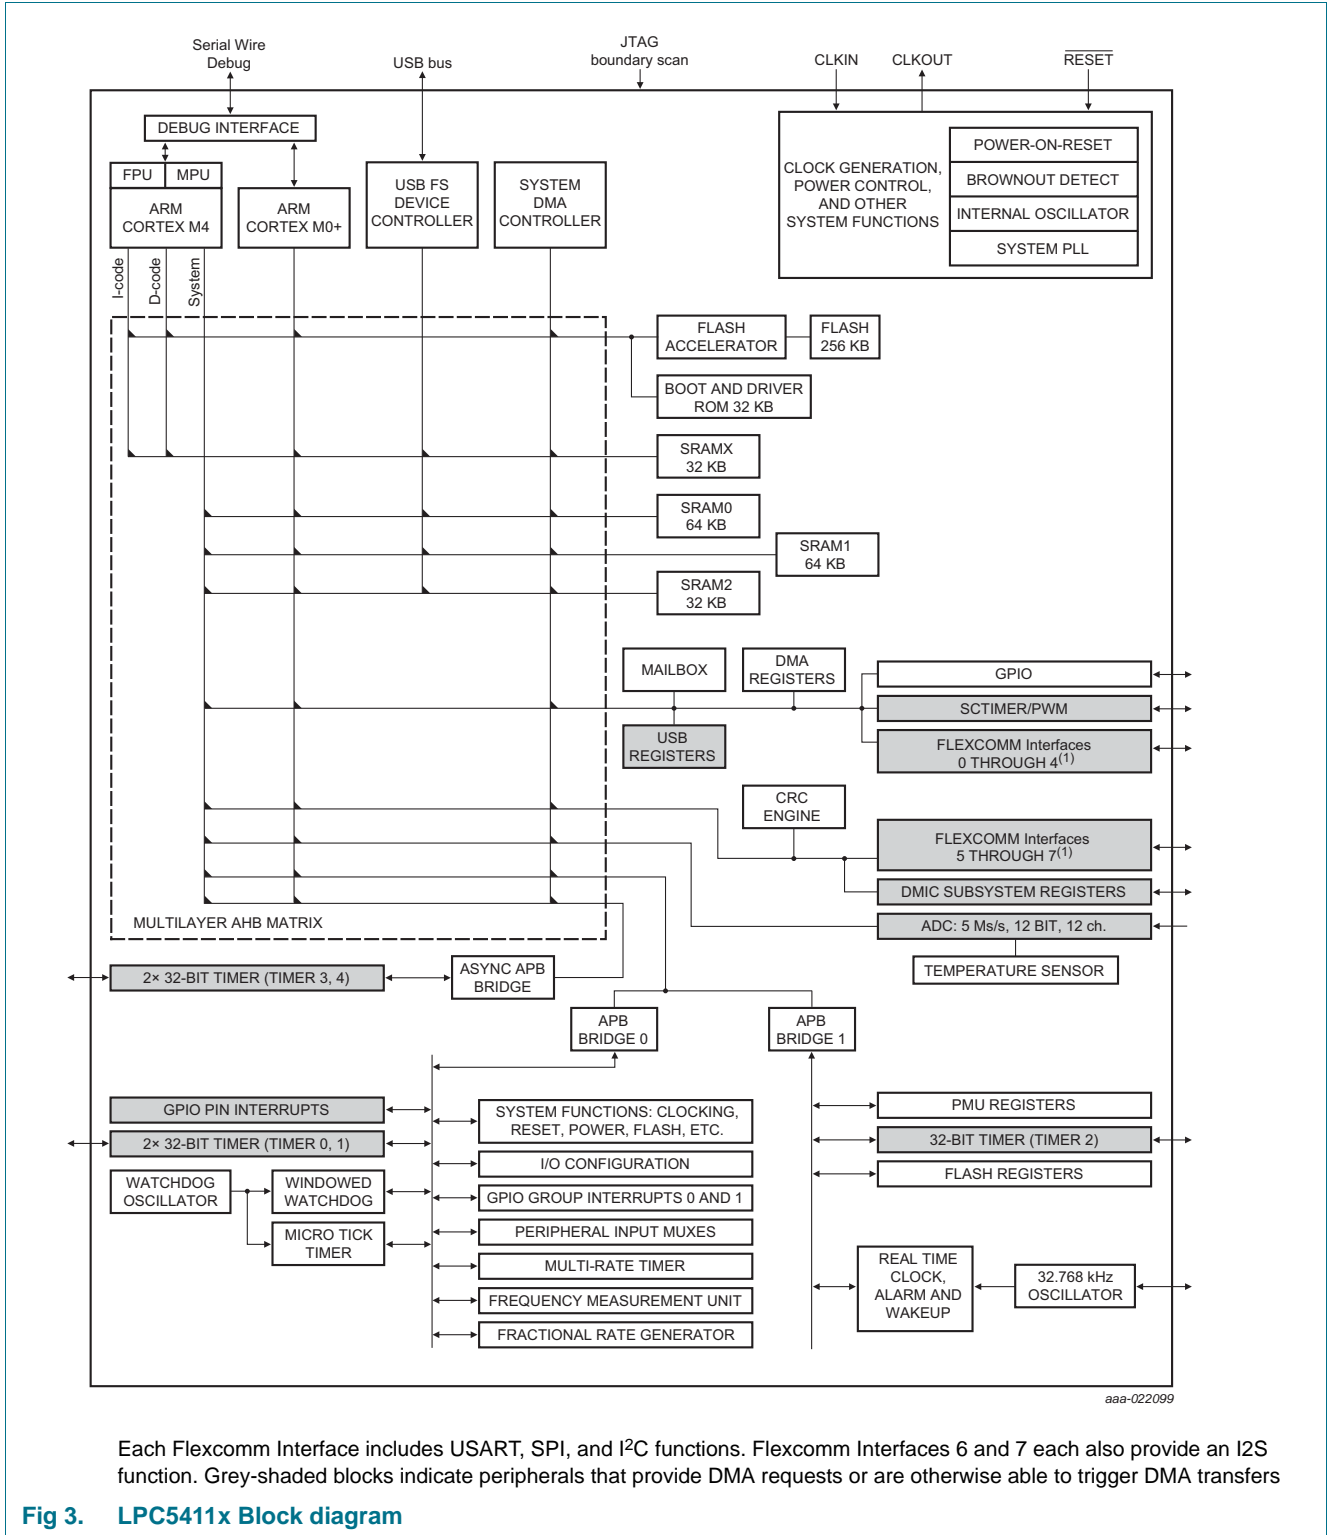 Serial Wire
Debug
USB bus
JTAG
boundary scan
CLKIN
CLKOUT
RESET
DEBUG INTERFACE
FPU
MPU
ARM
CORTEX M4
ARM
CORTEX M0+
USB FS
DEVICE
CONTROLLER
SYSTEM
DMA
CONTROLLER
CLOCK GENERATION,
POWER CONTROL,
AND OTHER
SYSTEM FUNCTIONS
POWER-ON-RESET
BROWNOUT DETECT
INTERNAL OSCILLATOR
SYSTEM PLL
I-code
D-code
System
FLASH
ACCELERATOR
FLASH
256 KB
BOOT AND DRIVER
ROM 32 KB
SRAMX
32 KB
SRAM0
64 KB
SRAM1
64 KB
SRAM2
32 KB
MAILBOX
DMA
REGISTERS
GPIO
SCTIMER/PWM
USB
REGISTERS
FLEXCOMM Interfaces
0 THROUGH 4(1)
CRC
ENGINE
FLEXCOMM Interfaces
5 THROUGH 7(1)
DMIC SUBSYSTEM REGISTERS
MULTILAYER AHB MATRIX
ADC: 5 Ms/s, 12 BIT, 12 ch.
TEMPERATURE SENSOR
2× 32-BIT TIMER (TIMER 3, 4)
ASYNC APB
BRIDGE
APB
BRIDGE 0
APB
BRIDGE 1
GPIO PIN INTERRUPTS
2× 32-BIT TIMER (TIMER 0, 1)
WATCHDOG
OSCILLATOR
WINDOWED
WATCHDOG
MICRO TICK
TIMER
SYSTEM FUNCTIONS: CLOCKING,
RESET, POWER, FLASH, ETC.
I/O CONFIGURATION
GPIO GROUP INTERRUPTS 0 AND 1
PERIPHERAL INPUT MUXES
MULTI-RATE TIMER
FREQUENCY MEASUREMENT UNIT
FRACTIONAL RATE GENERATOR
PMU REGISTERS
32-BIT TIMER (TIMER 2)
FLASH REGISTERS
REAL TIME
CLOCK,
ALARM AND
WAKEUP
32.768 kHz
OSCILLATOR
aaa-022099
Each Flexcomm Interface includes USART, SPI, and I2C functions. Flexcomm Interfaces 6 and 7 each also provide an I2S
function. Grey-shaded blocks indicate peripherals that provide DMA requests or are otherwise able to trigger DMA transfers
Fig 3. LPC5411x Block diagram